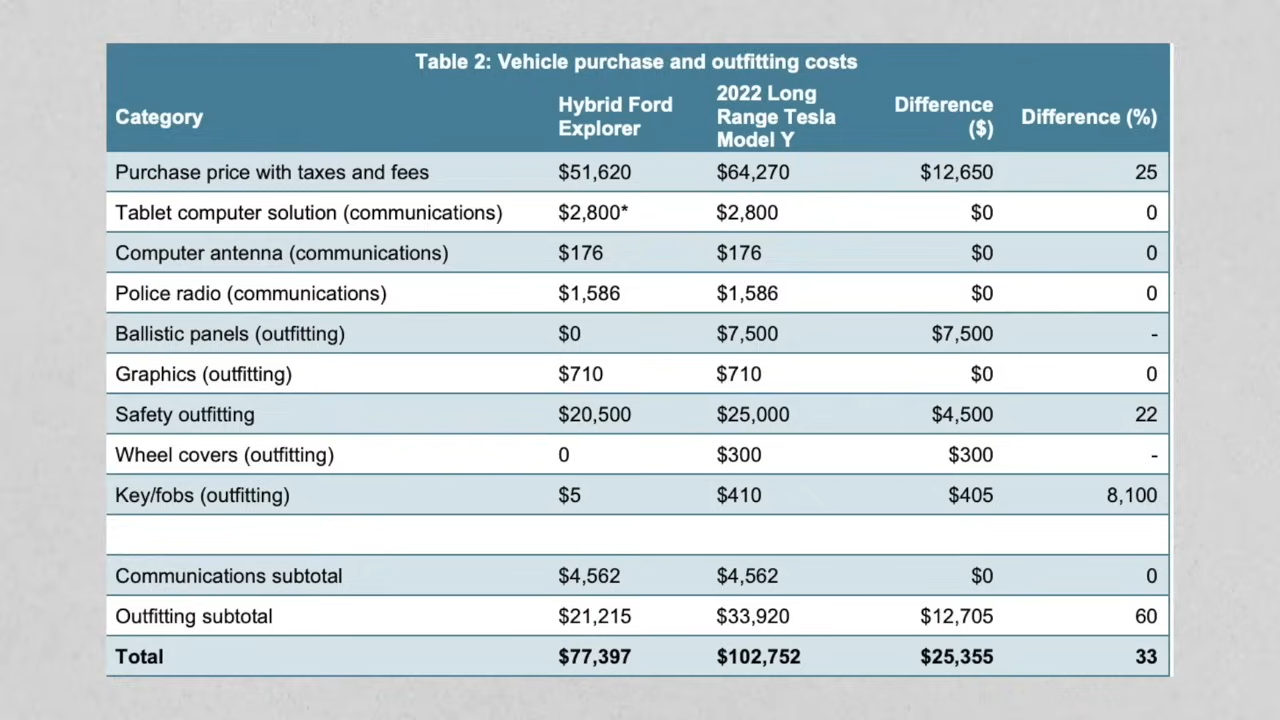 Table 2: Vehicle purchase and outfitting costs
Category Hybrid Ford Explorer 2022 Long Range Tesla Model Y Difference ($) Difference (%)
Purchase price with taxes and fees $51,620 $64,270 $12,650 25
Tablet computer solution (communications) $2,800* $2,800 $0 0
Computer antenna (communications) $176 $176 $0 0
Police radio (communications) $1,586 $1,586 $0 0
Ballistic panels (outfitting) $0 $7,500 $7,500 -
Graphics (outfitting) $710 $710 $0 0
Safety outfitting $20,500 $25,000 $4,500 22
Wheel covers (outfitting) 0 $300 $300 -
Key/fobs (outfitting) $5 $410 $405 8,100
Communications subtotal $4,562 $4,562 $0 0
Outfitting subtotal $21,215 $33,920 $12,705 60
Total $77,397 $102,752 $25,355 33